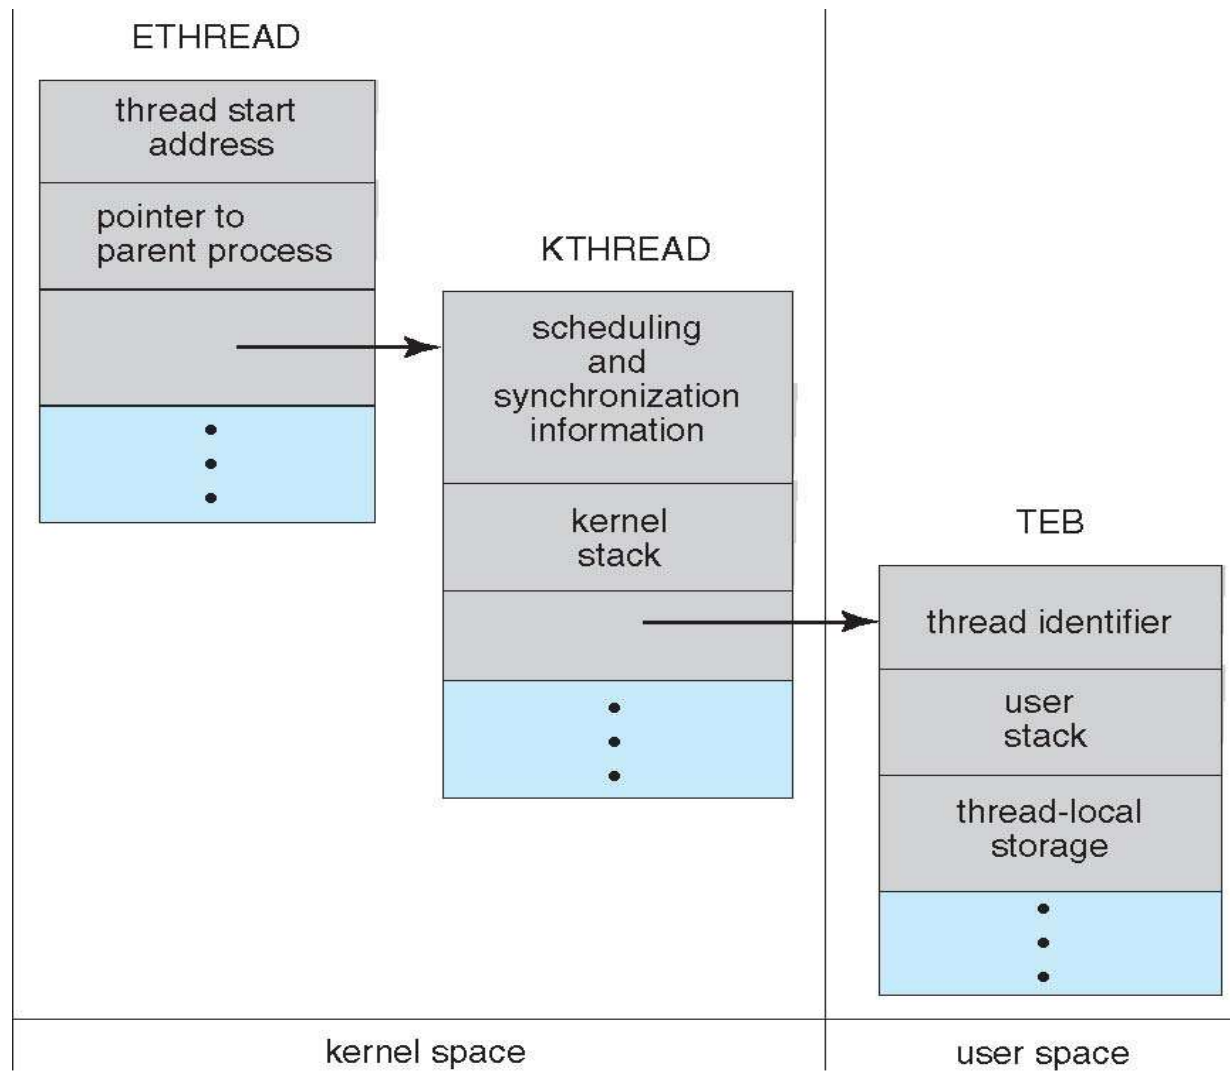 ETHREAD
thread start
address
pointer to
parent process
KTHREAD
scheduling
and
synchronization
information
kernel
stack
TEB
thread identifier
user
stack
thread-local
storage
kernel space
user space